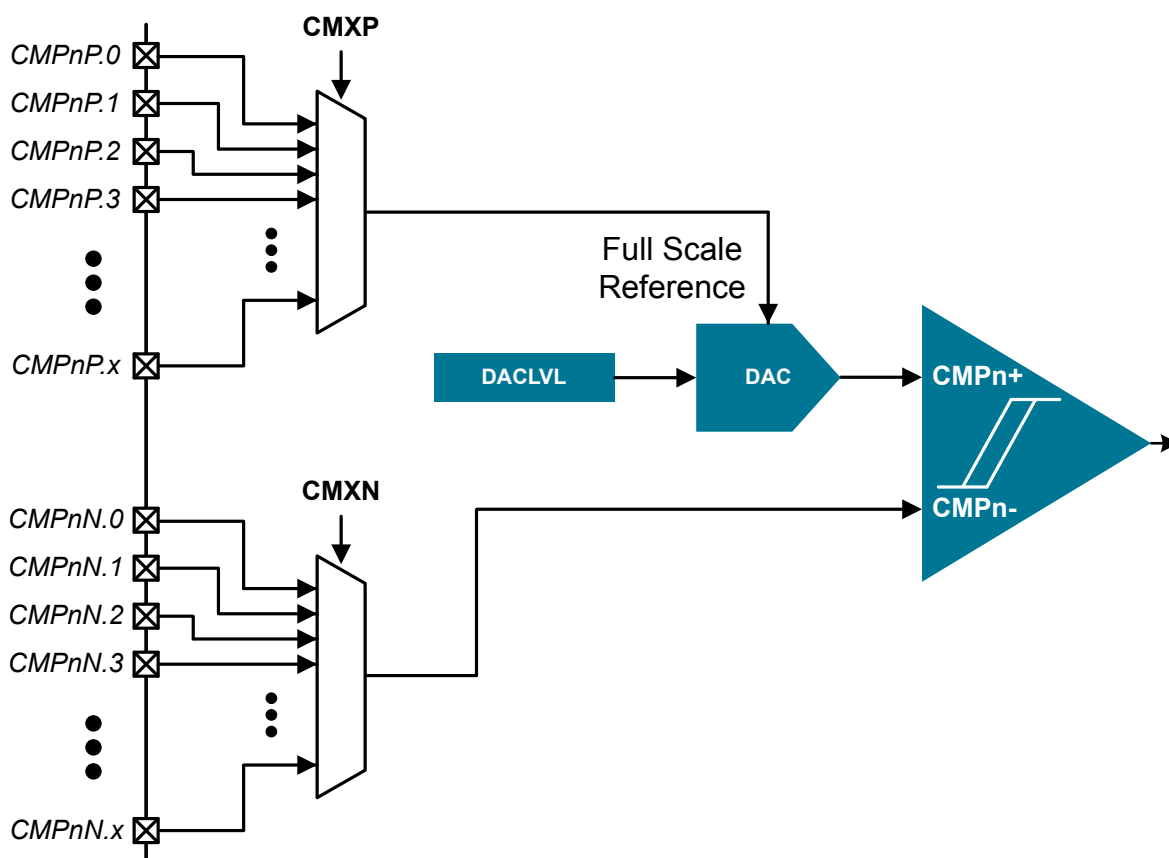 CMXP
CMPnP.0
CMPnP.1
CMPnP.2
CMPnP.3
CMPnP.x
Full Scale
Reference
DACLVL
DAC
CMPn+
CMPn-
CMXN
CMPnN.0
CMPnN.1
CMPnN.2
CMPnN.3
CMPnN.x